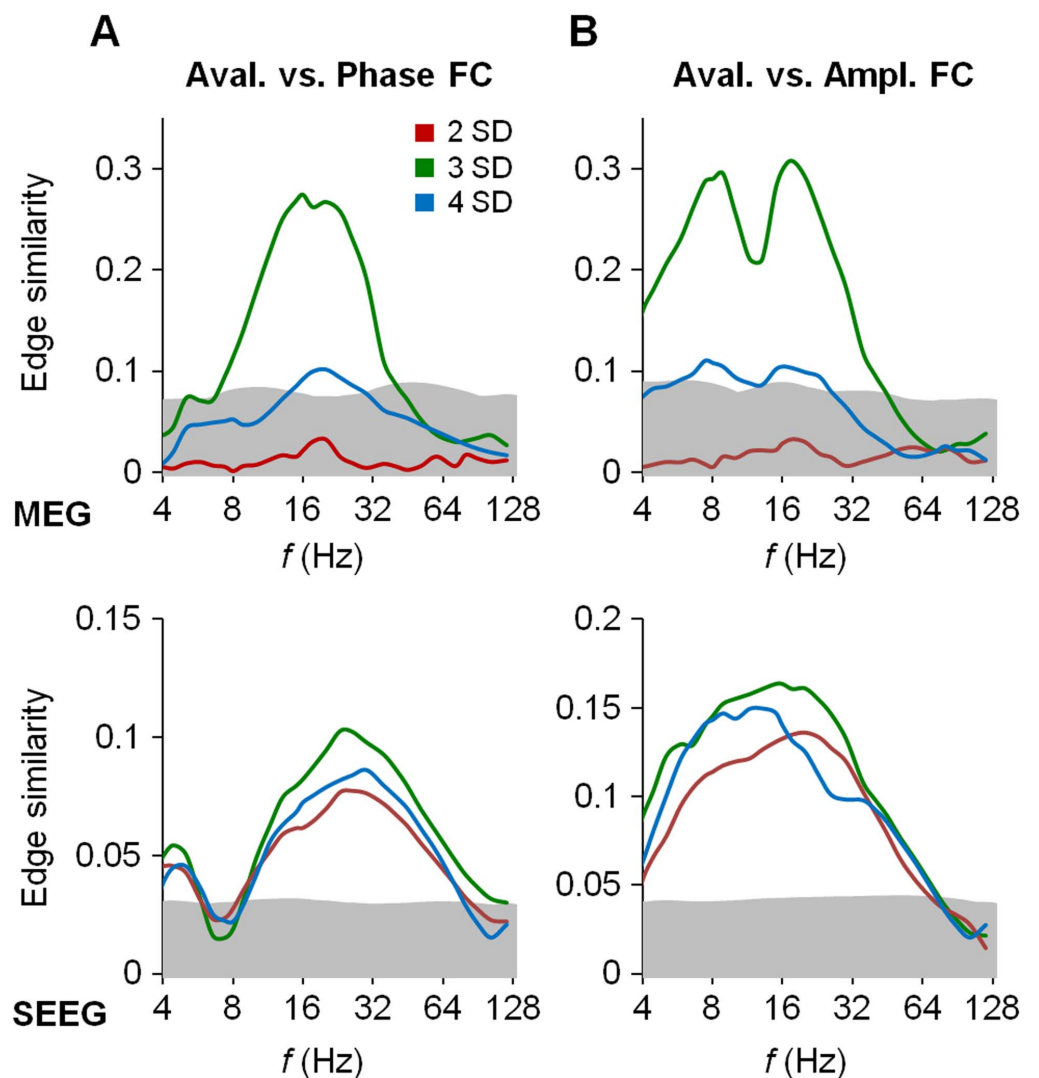 A
B
Aval. vs. Phase FC
Aval. vs. Ampl. FC
2 SD
3 SD
4 SD
Edge similarity
0.3
0.2
0.1
0
4 8 16 32 64 128
f (Hz)
MEG
0.3
0.2
0.1
0
4 8 16 32 64 128
f (Hz)
Edge similarity
0.15
0.1
0.05
0
4 8 16 32 64 128
f (Hz)
SEEG
0.2
0.15
0.1
0.05
0
4 8 16 32 64 128
f (Hz)